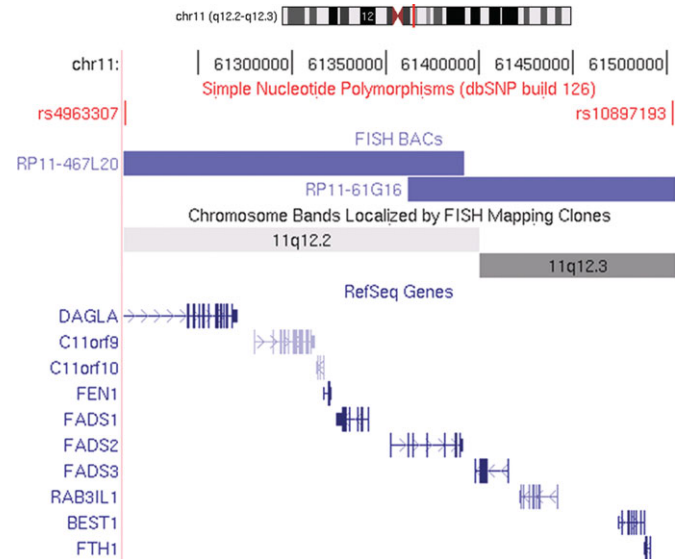 chr11 (q12.2-q12.3) 12
chr11: 61300000 61350000 61400000 61450000 61500000
Simple Nucleotide Polymorphisms (dbSNP build 126)
rs4963307 rs10897193
FISH BACs
RP11-467L20
RP11-61G16
Chromosome Bands Localized by FISH Mapping Clones
11q12.2
11q12.3
RefSeq Genes
DAGLA
C11orf9
C11orf10
FEN1
FADS1
FADS2
FADS3
RAB3IL1
BEST1
FTH1